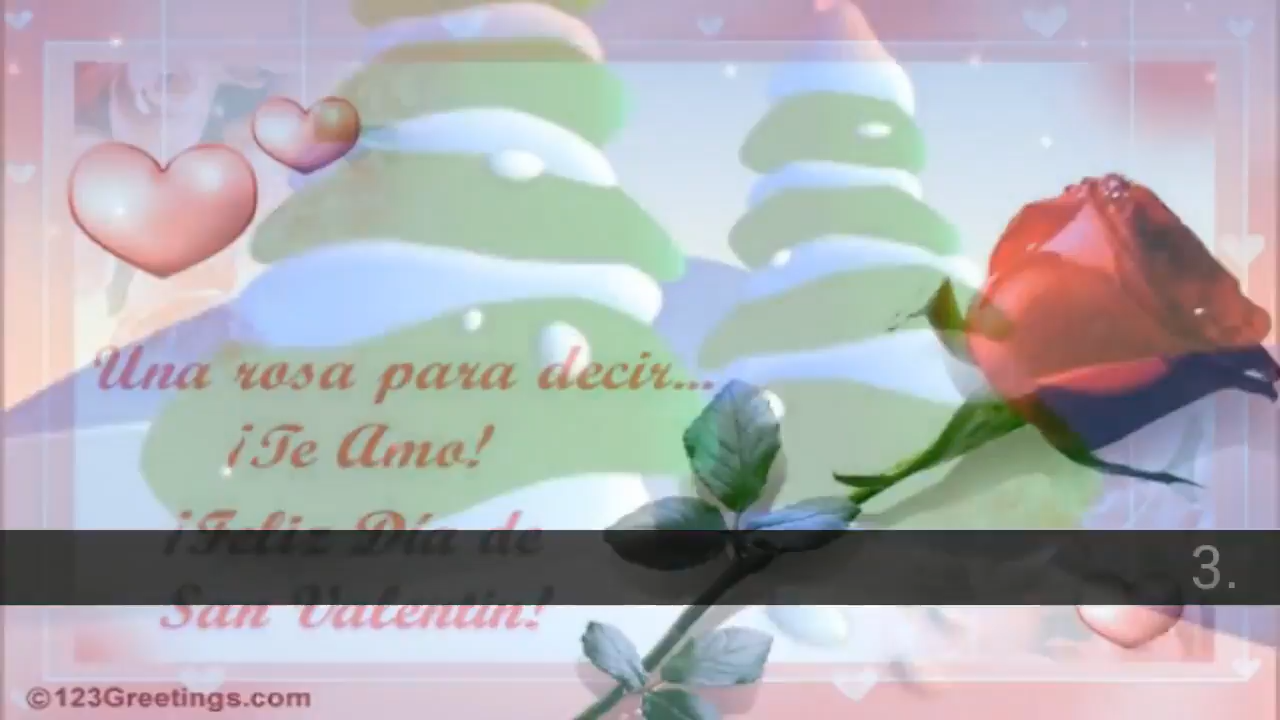 Una rosa para decir...
¡Te Amo!
¡Feliz Día de
San Valentín!
3.
©123Greetings.com